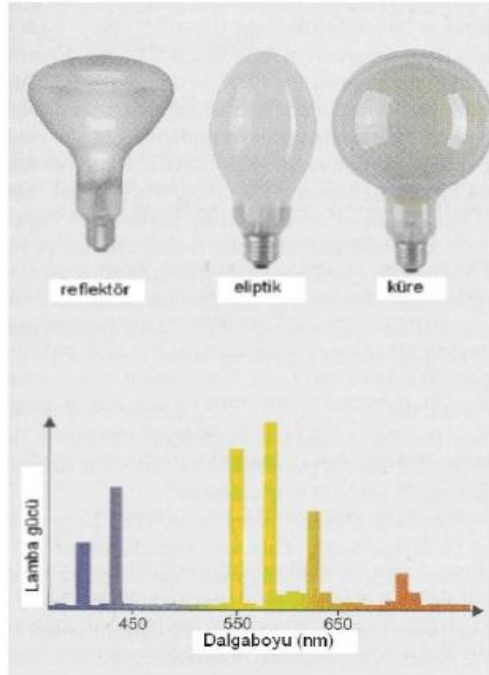 reflektör
eliptik
küre
Lamba gücü
450
550
650
Dalgaboyu (nm)